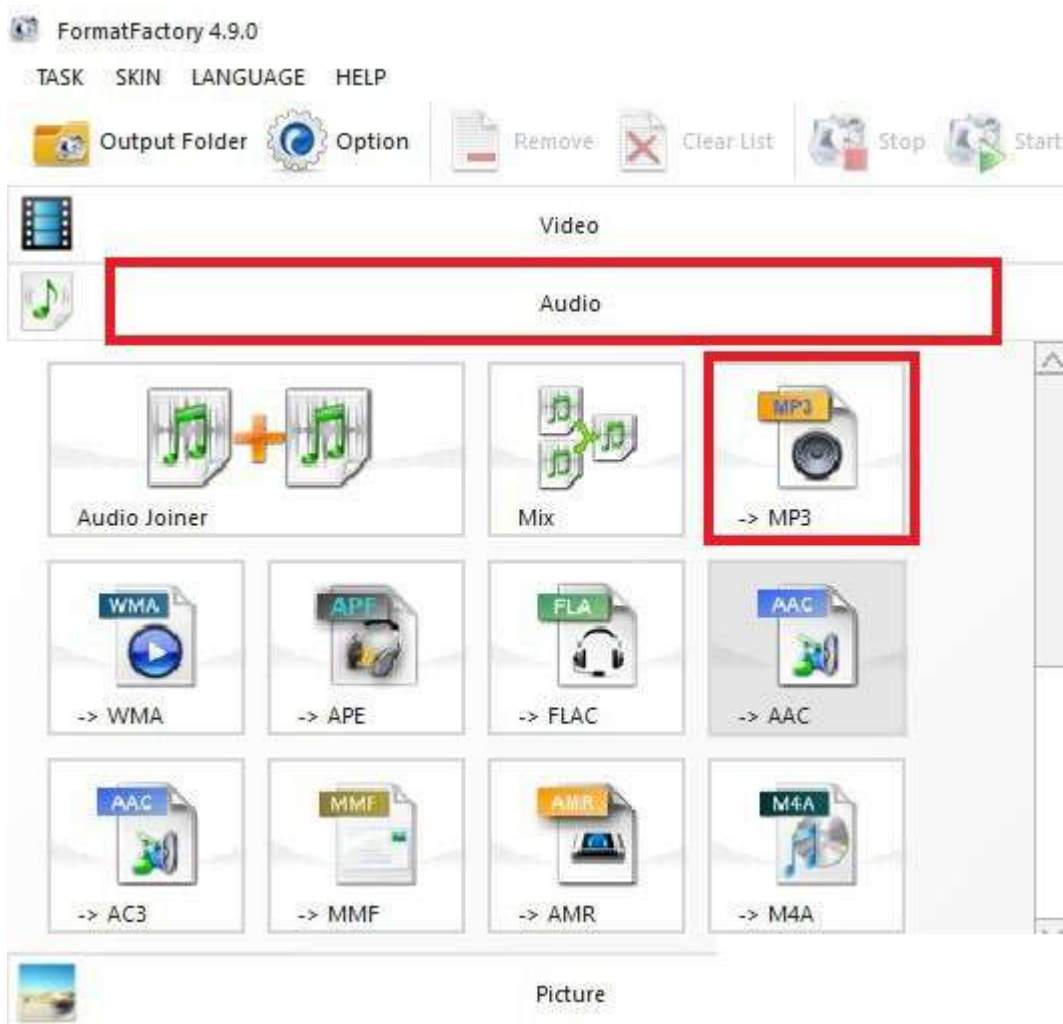 FormatFactory 4.9.0
TASK SKIN LANGUAGE HELP
Output Folder Option Remove Clear List Stop Start
Video
Audio
MP3
Audio Joiner Mix -> MP3
WMA APE FLA AAC
-> WMA -> APE -> FLAC -> AAC
AAC MMF AMR M4A
-> AC3 -> MMF -> AMR -> M4A
Picture